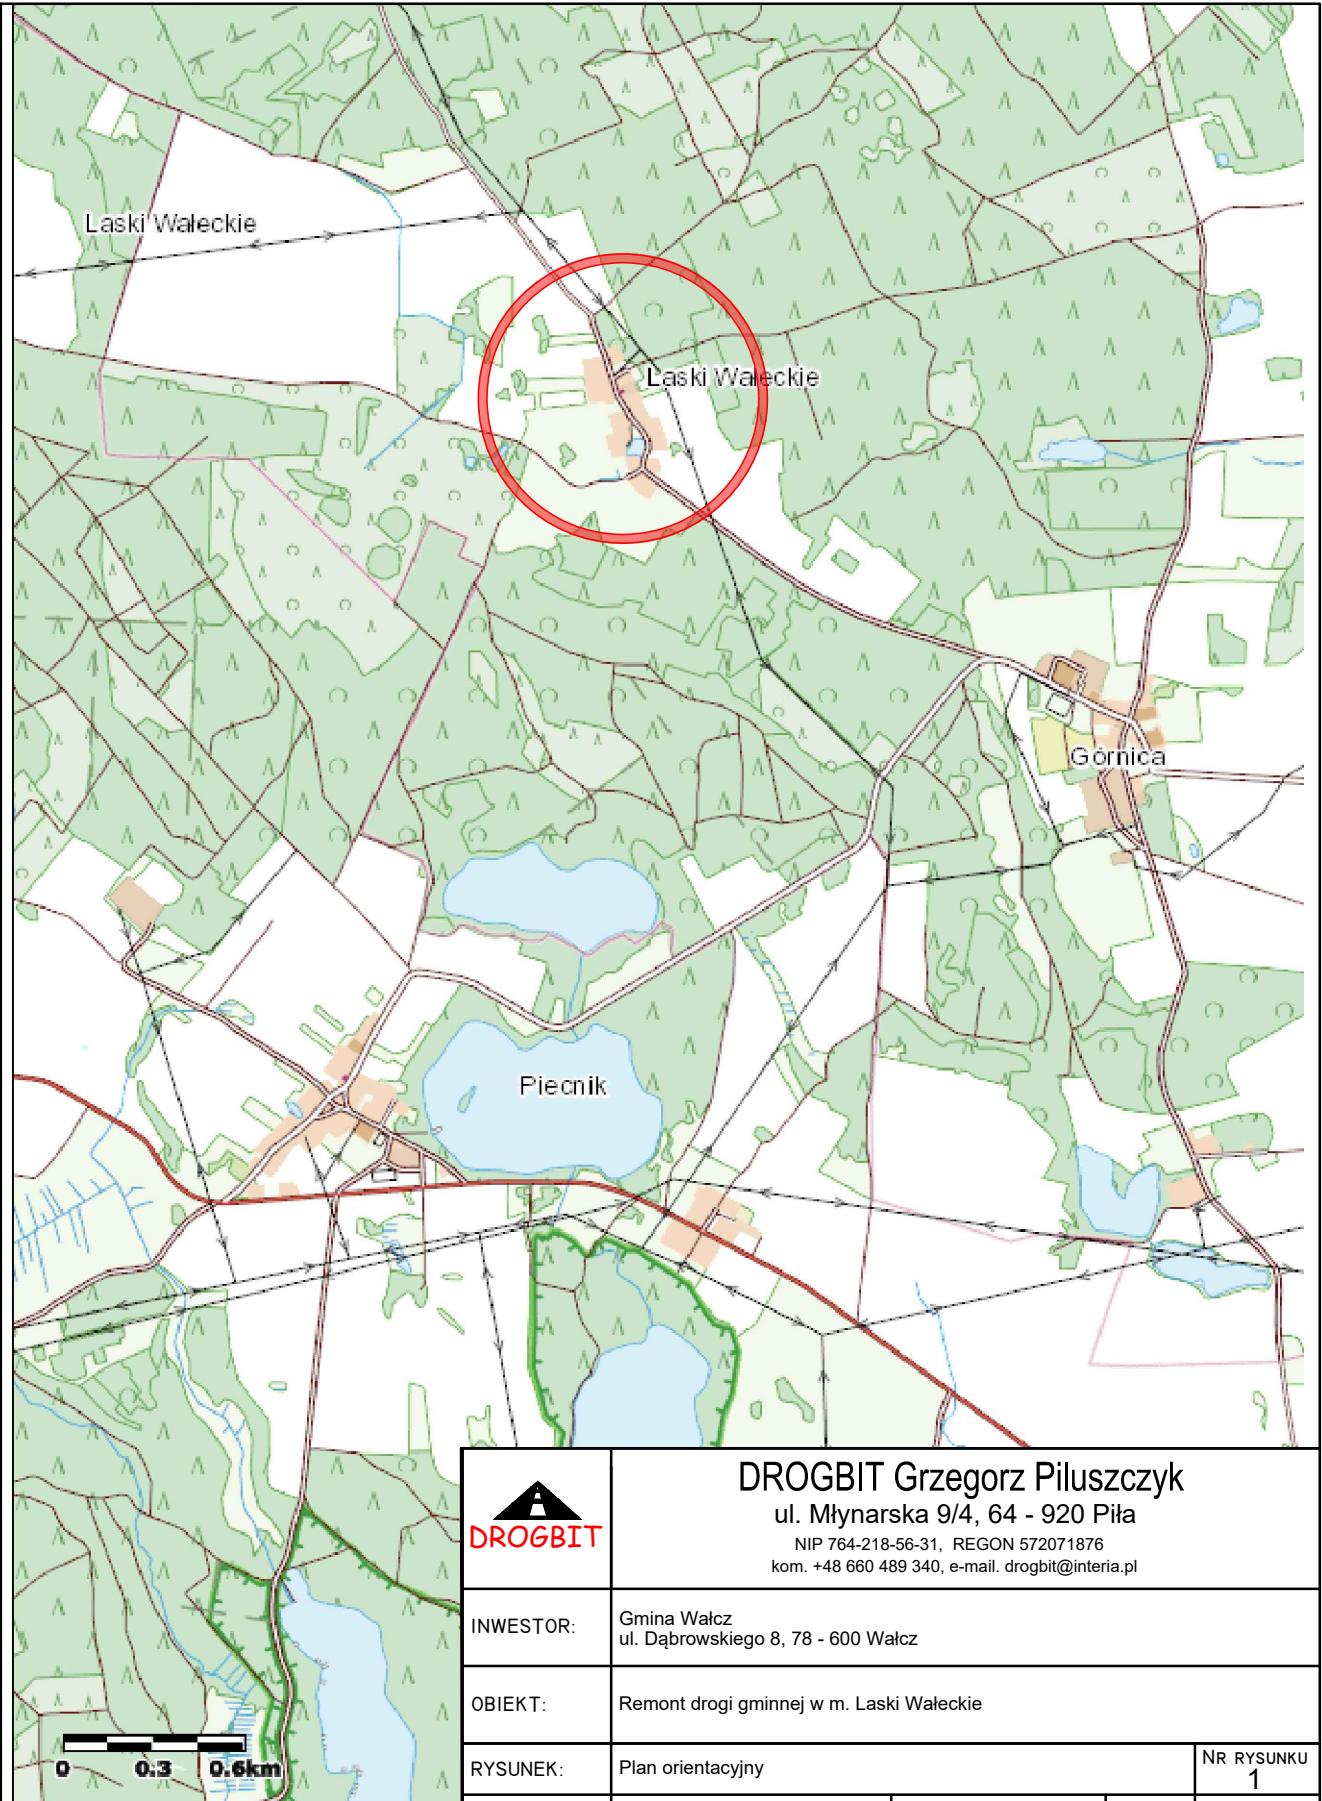 Laski Wałeckie
Laski Wałeckie
Górnica
Piecnik
0 0.3 0.6km
DROGBIT
DROGBIT Grzegorz Piluszczyk
ul. Młynarska 9/4, 64 - 920 Piła
NIP 764-218-56-31, REGON 572071876
kom. +48 660 489 340, e-mail. drogbit@interia.pl
INWESTOR:
Gmina Wałcz
ul. Dąbrowskiego 8, 78 - 600 Wałcz
OBIEKT:
Remont drogi gminnej w m. Laski Wałeckie
RYSUNEK:
Plan orientacyjny
NR RYSUNKU
1